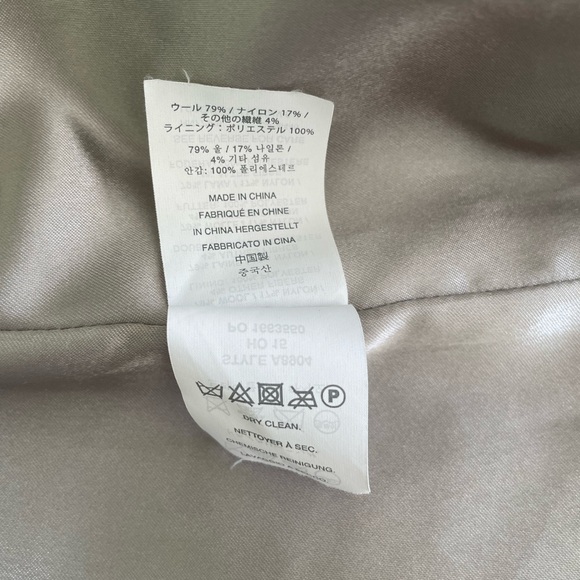 ウール 79% / ナイロン 17% /
その他の繊維 4%
ライニング：ポリエステル 100%
79% 울 / 17% 나일론 /
4% 기타 섬유
안감: 100% 폴리에스테르
MADE IN CHINA
FABRIQUÉ EN CHINE
IN CHINA HERGESTELLT
FABBRICATO IN CINA
中国製
중국산
PO 1663850
HO 15
STYLE A8904
P
DRY CLEAN.
NETTOYER À SEC.
CHEMISCHE REINIGUNG.